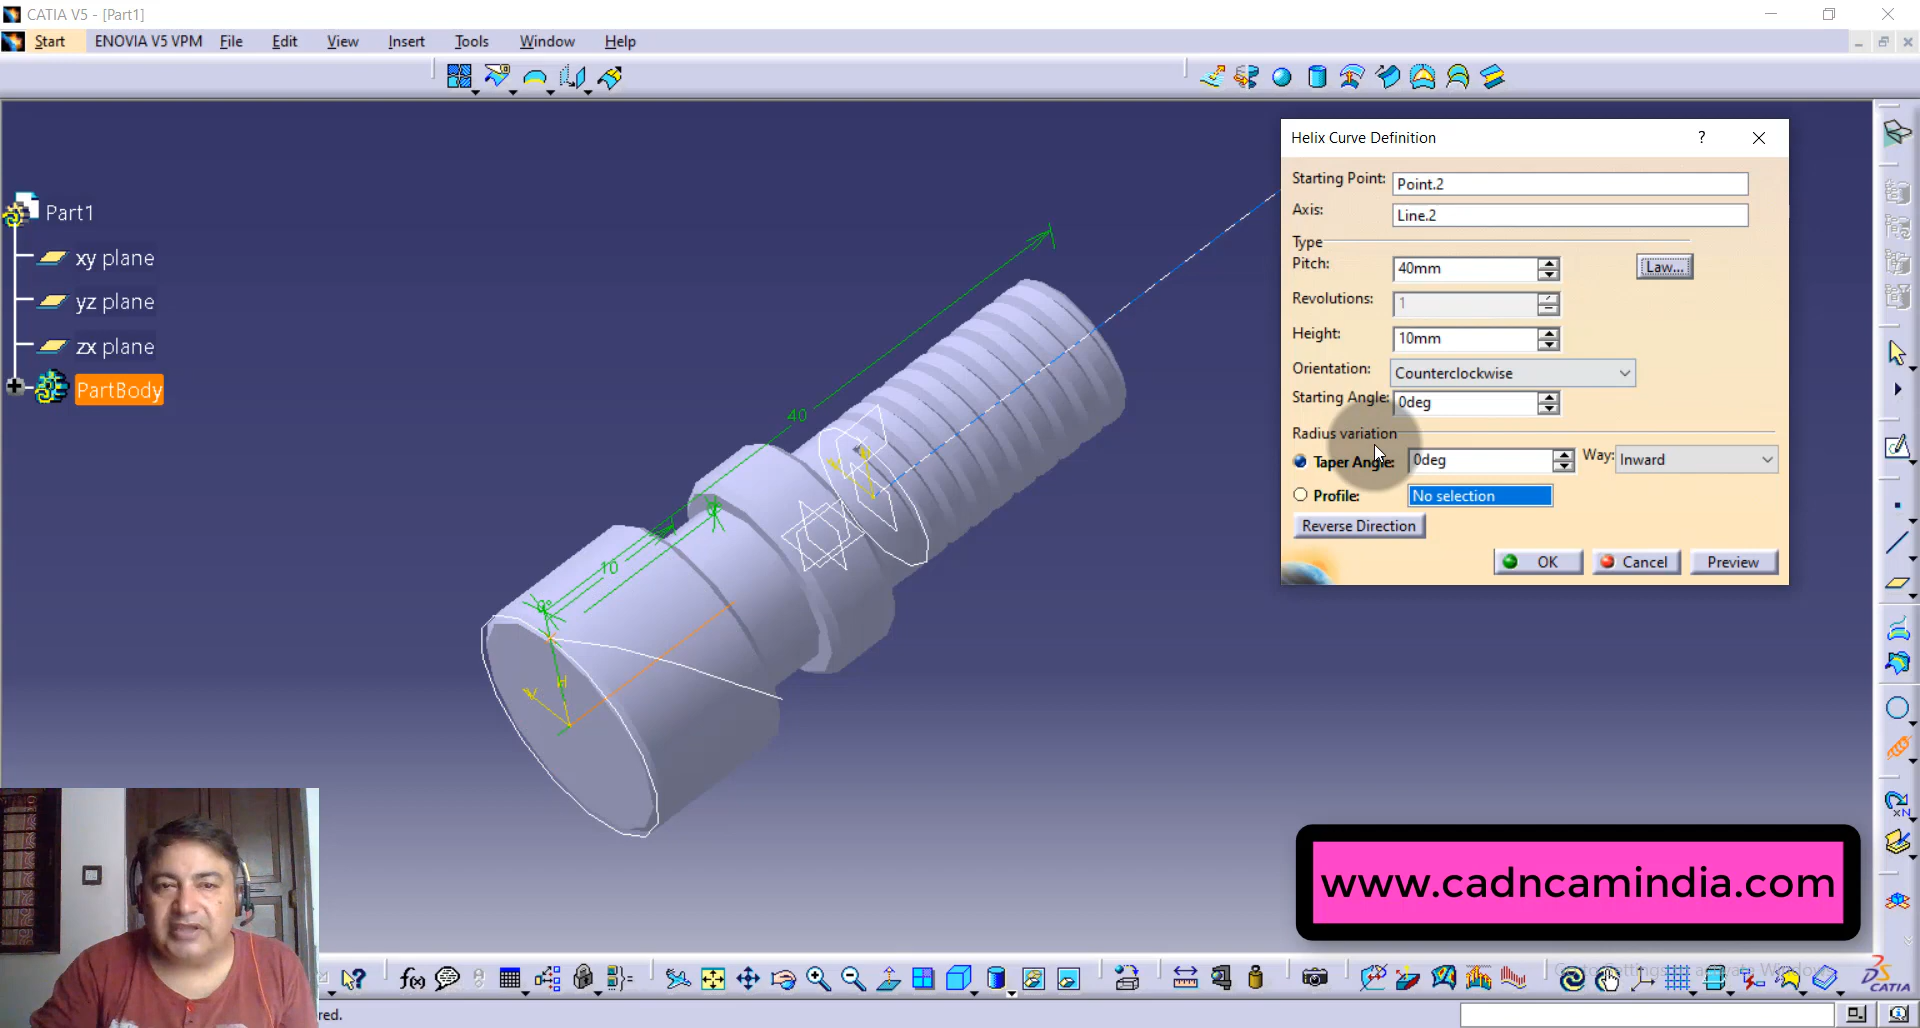 CATIA V5 - [Part1]
Start ENOVIA V5 VPM File Edit View Insert Tools Window Help
Part1
xy plane
yz plane
zx plane
PartBody
40
10
Helix Curve Definition ?
Starting Point: Point.2
Axis: Line.2
Type
Pitch: 40mm Law...
Revolutions: 1
Height: 10mm
Orientation: Counterclockwise
Starting Angle: 0deg
Radius variation
Taper Angle: 0deg Way: Inward
Profile: No selection
Reverse Direction
OK Cancel Preview
www.cadncamindia.com
f(x)
CATIA
red.